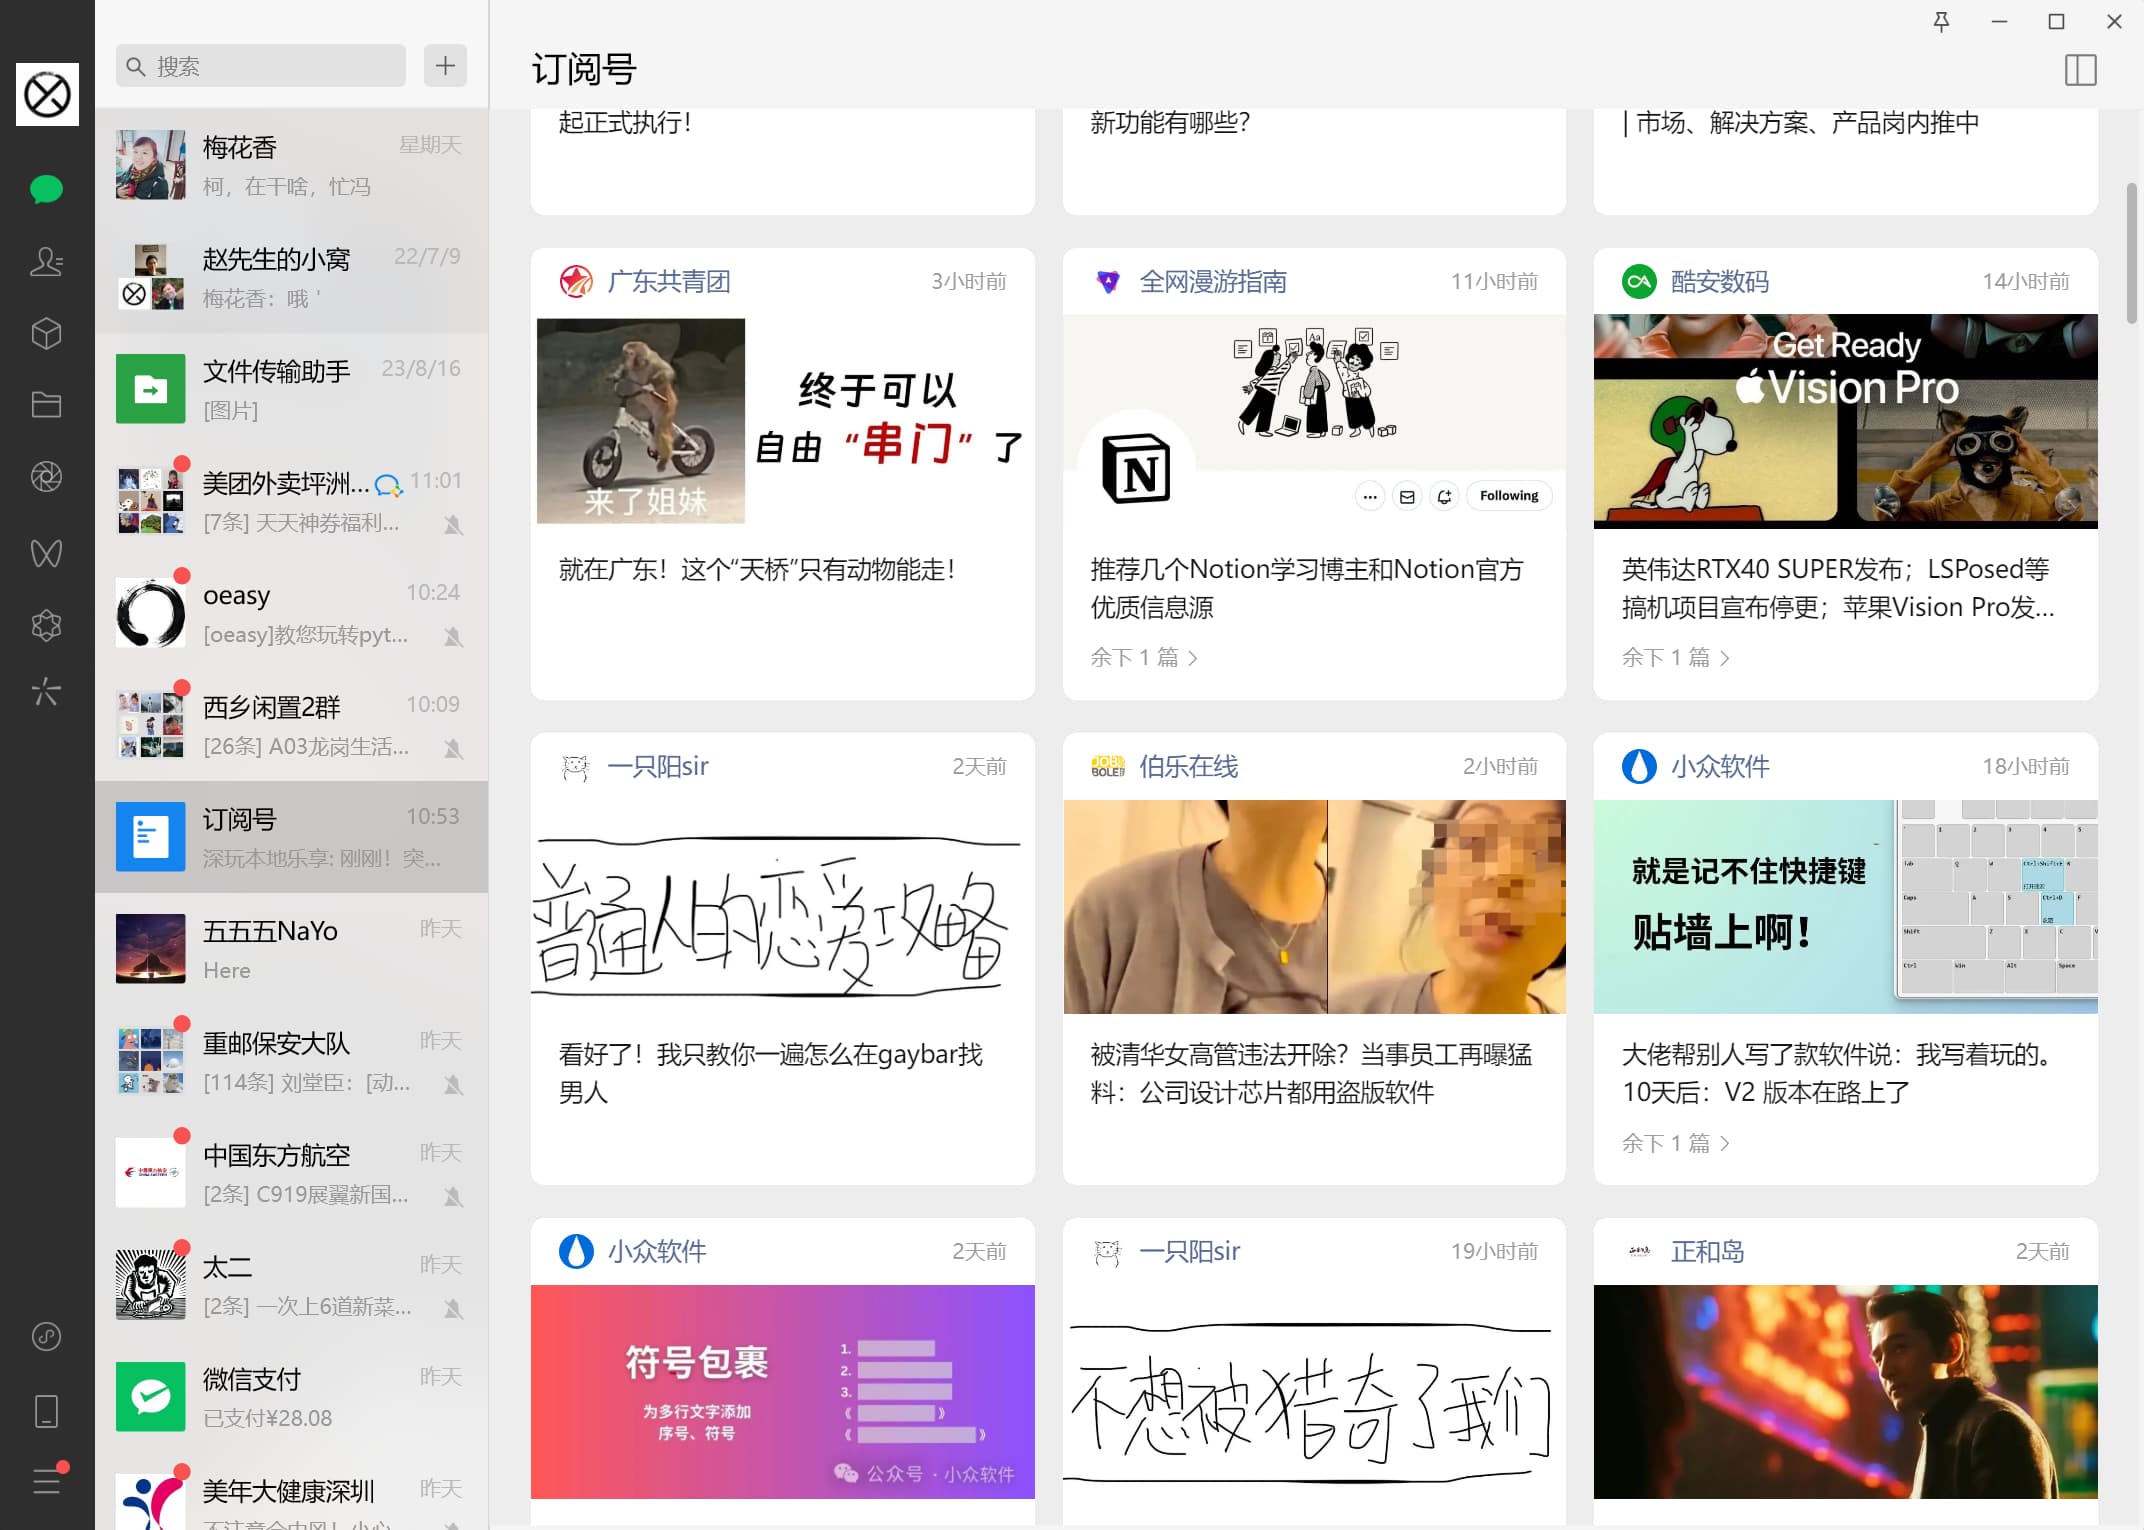 搜索
梅花香
星期天
柯，在干啥，忙冯
赵先生的小窝
22/7/9
梅花香：哦 '
文件传输助手
23/8/16
[图片]
美团外卖坪洲...
11:01
[7条] 天天神券福利...
oeasy
10:24
[oeasy]教您玩转pyt...
西乡闲置2群
10:09
[26条] A03龙岗生活...
订阅号
10:53
深玩本地乐享: 刚刚！突...
五五五NaYo
昨天
Here
重邮保安大队
昨天
[114条] 刘堂臣：[动...
中国东方航空
昨天
[2条] C919展翼新国...
太二
昨天
[2条] 一次上6道新菜...
微信支付
昨天
已支付¥28.08
美年大健康深圳
昨天
订阅号
起正式执行！
新功能有哪些？
| 市场、解决方案、产品岗内推中
广东共青团
3小时前
来了姐妹
终于可以
自由“串门”了
就在广东！这个“天桥”只有动物能走！
全网漫游指南
11小时前
Aa
N
Following
推荐几个Notion学习博主和Notion官方
优质信息源
余下 1 篇
酷安数码
14小时前
Get Ready
Vision Pro
英伟达RTX40 SUPER发布；LSPosed等
搞机项目宣布停更；苹果Vision Pro发...
余下 1 篇
一只阳sir
2天前
普通人的恋爱攻略
看好了！我只教你一遍怎么在gaybar找
男人
JOB
BOLE
伯乐在线
2小时前
被清华女高管违法开除？当事员工再曝猛
料：公司设计芯片都用盗版软件
小众软件
18小时前
就是记不住快捷键
贴墙上啊！
Tab Q W Ctrl+Shift+E
Caps A S Ctrl+D F
Shift Z X C V
Ctrl Win Alt Space
大佬帮别人写了款软件说：我写着玩的。
10天后：V2 版本在路上了
余下 1 篇
小众软件
2天前
符号包裹
为多行文字添加
序号、符号
1.
2.
3.
《 》
《 》
公众号 · 小众软件
一只阳sir
19小时前
不想被猎奇了我们
正和岛
2天前